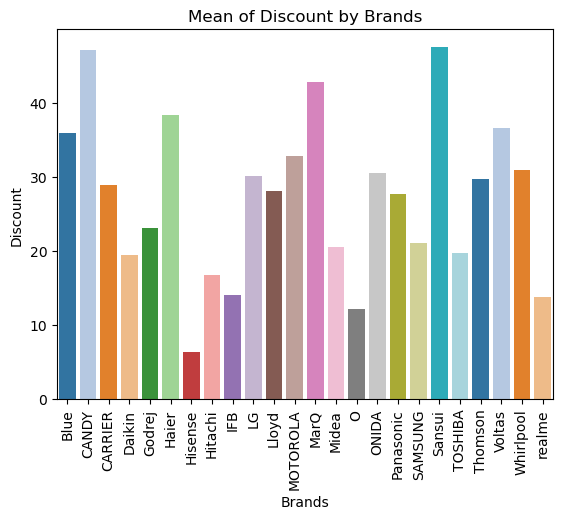 Mean of Discount by Brands
Discount
40
30
20
10
0
Blue
CANDY
CARRIER
Daikin
Godrej
Haier
Hisense
Hitachi
IFB
LG
Lloyd
MOTOROLA
MarQ
Midea
O
ONIDA
Panasonic
SAMSUNG
Sansui
TOSHIBA
Thomson
Voltas
Whirlpool
realme
Brands